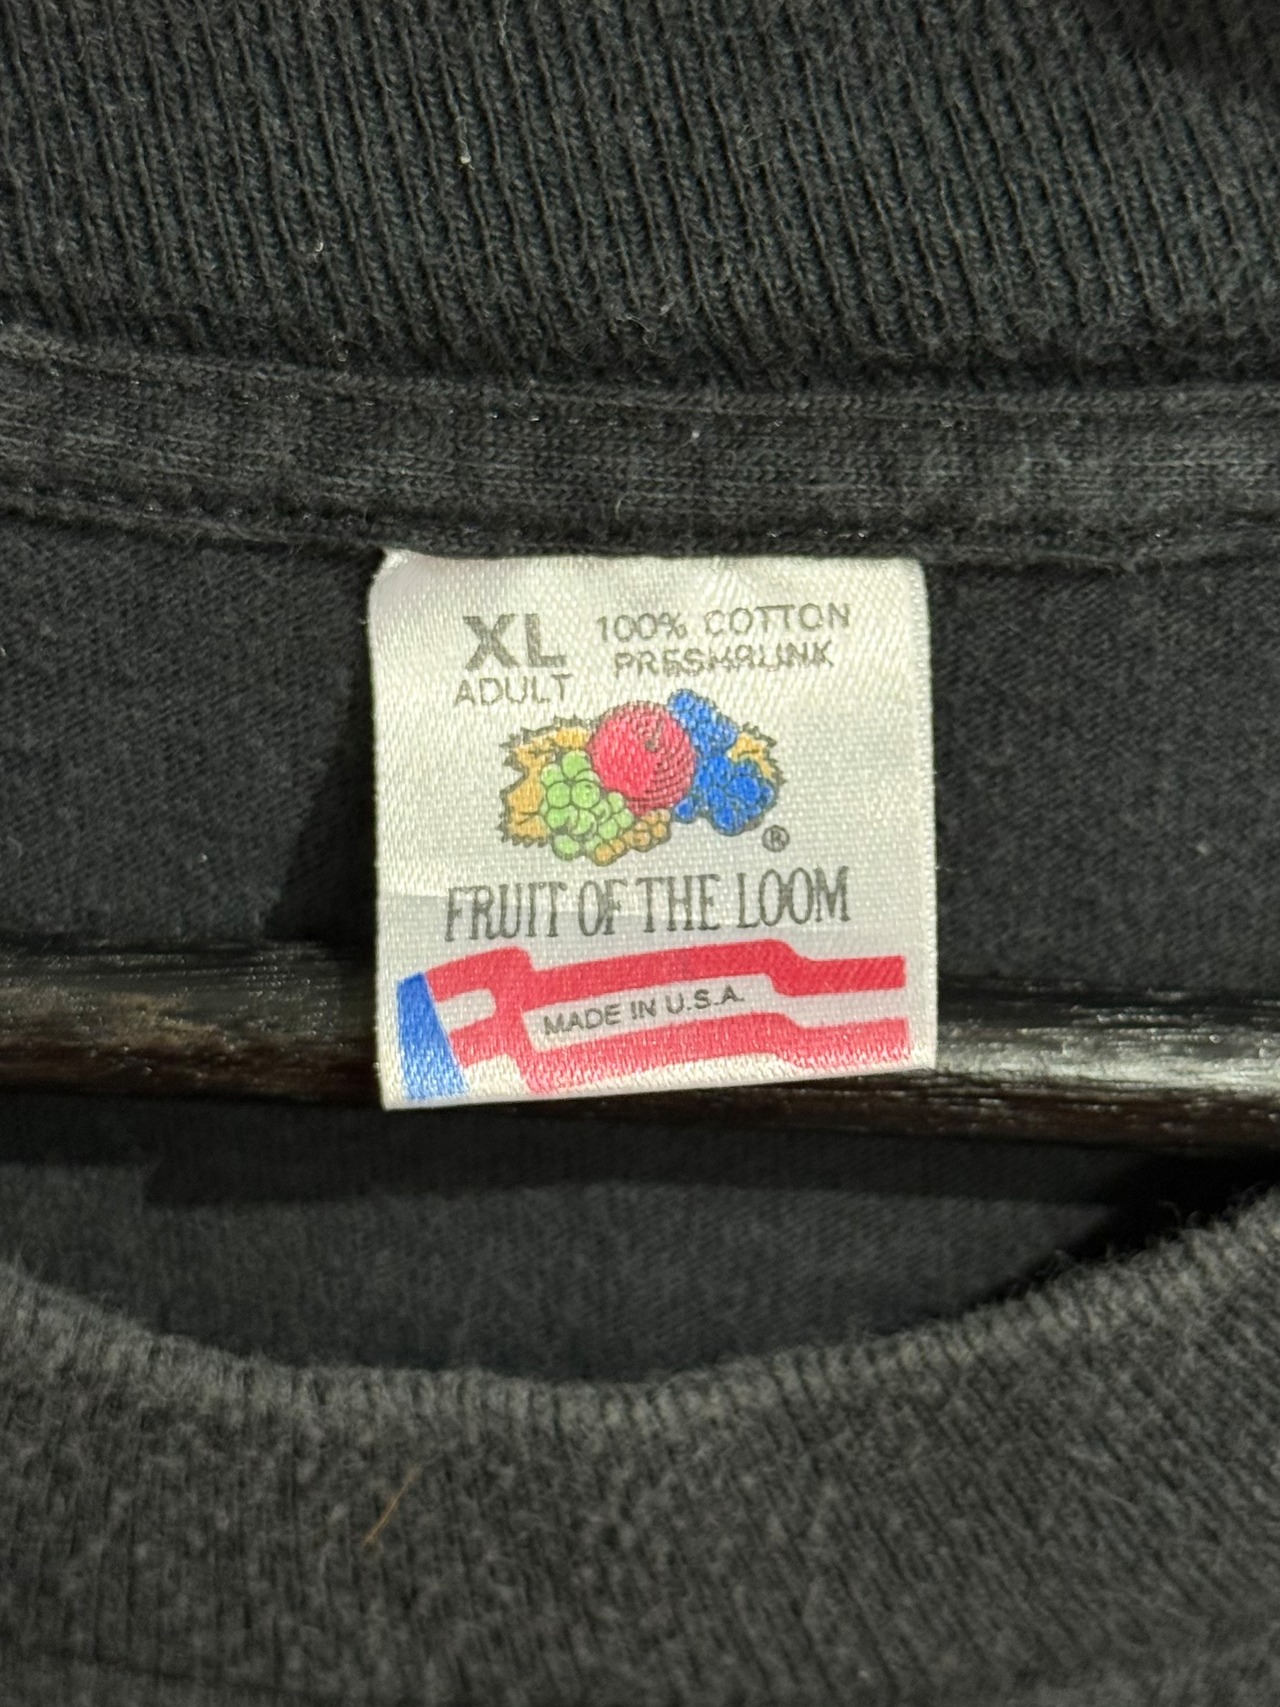 XL 100% COTTON
ADULT PRESHRUNK
®
FRUIT OF THE LOOM
MADE IN U.S.A.